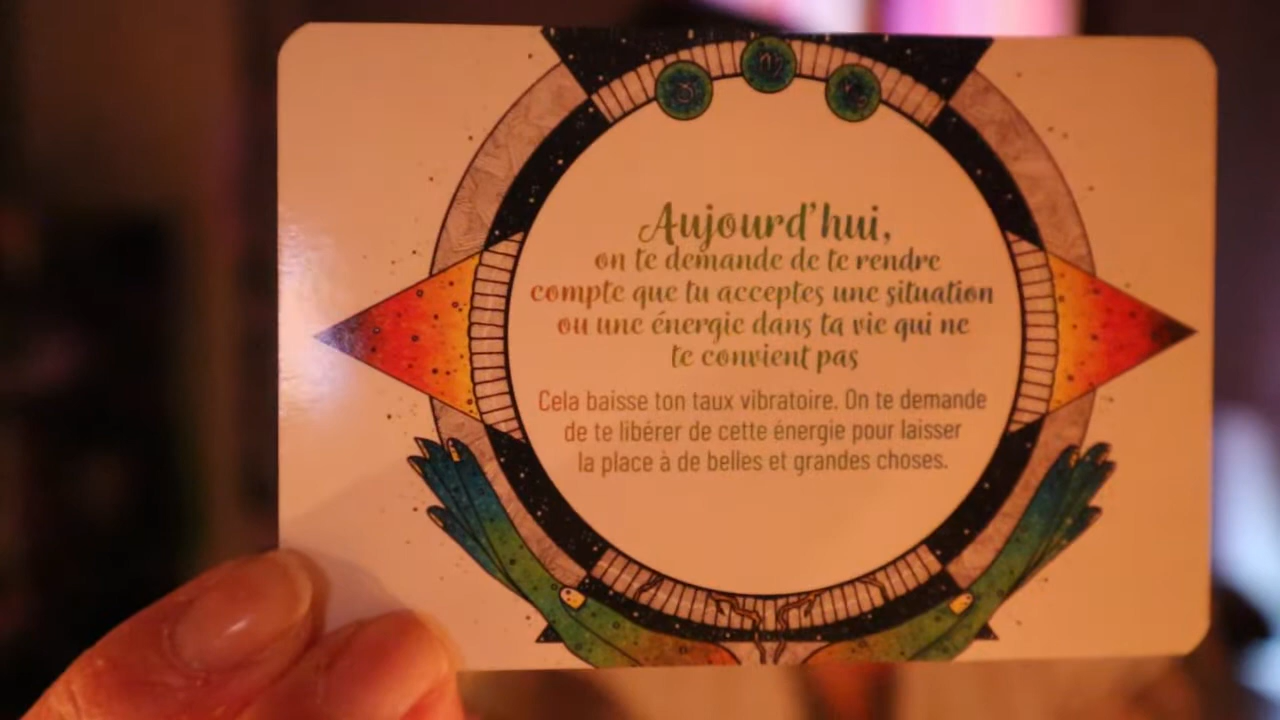 Aujourd'hui,
on te demande de te rendre
compte que tu acceptes une situation
ou une énergie dans ta vie qui ne
te convient pas
Cela baisse ton taux vibratoire. On te demande
de te libérer de cette énergie pour laisser
la place à de belles et grandes choses.